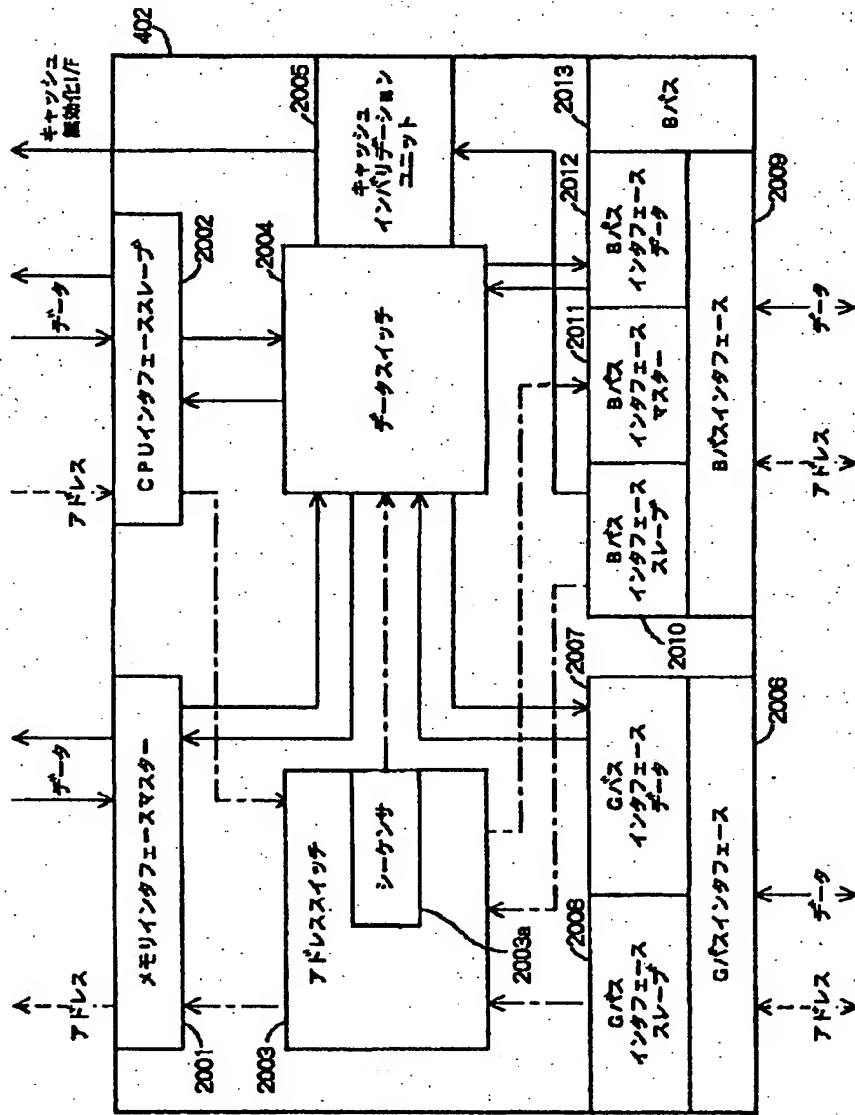 アドレス
データ
アドレス
データ
キャッシュ
無効化I/F
402
メモリインタフェースマスター
2001
CPUインタフェーススレーブ
2002
アドレススイッチ
2003
シーケンサ
2003a
データスイッチ
2004
キャッシュ
インバリデーション
ユニット
2005
2008
Gバス
インタフェース
スレーブ
2007
Gバス
インタフェース
データ
Gバスインタフェース
2006
Bバス
インタフェース
スレーブ
2010
2011
Bバス
インタフェース
マスター
2012
Bバス
インタフェース
データ
2013
Bバス
Bバスインタフェース
2009
アドレス
データ
アドレス
データ